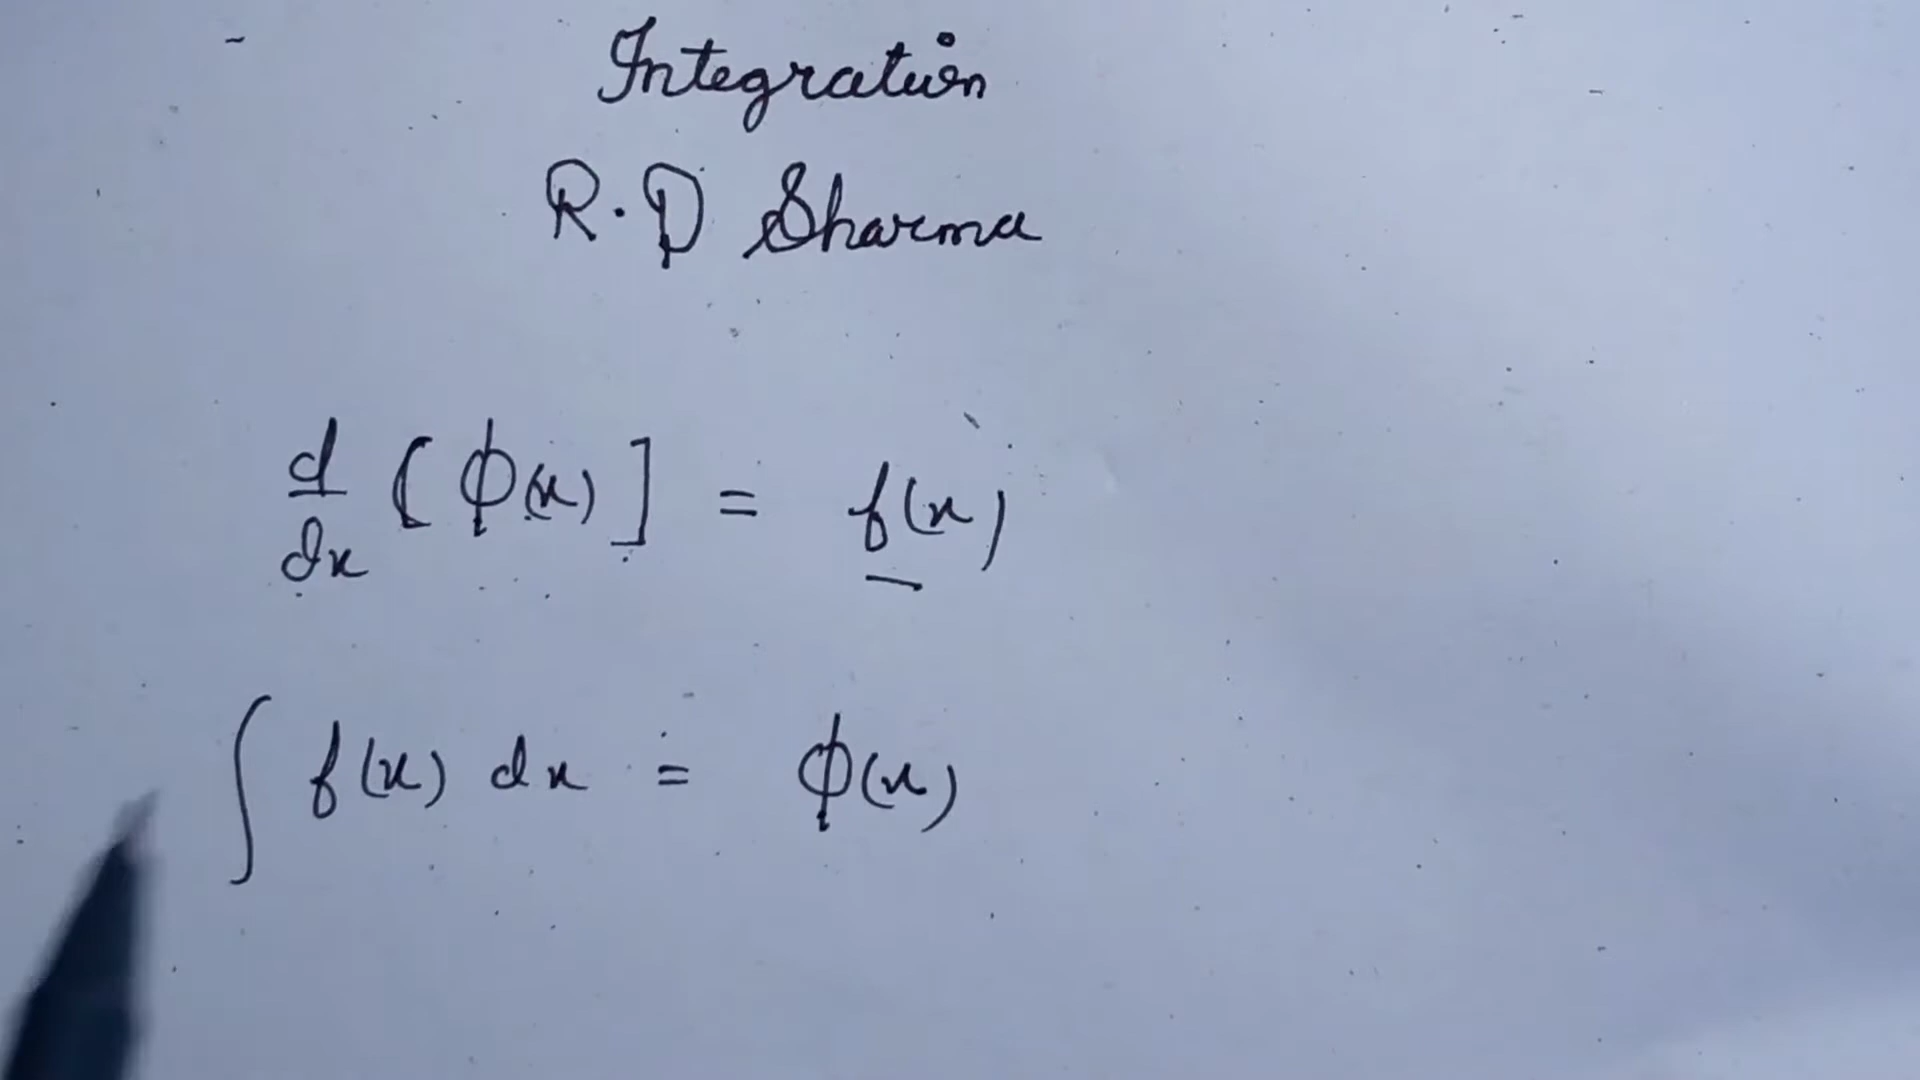 Integration
R.D Sharma
d/dx [ϕ(x)] = f(x)
∫ f(x) dx = ϕ(x)